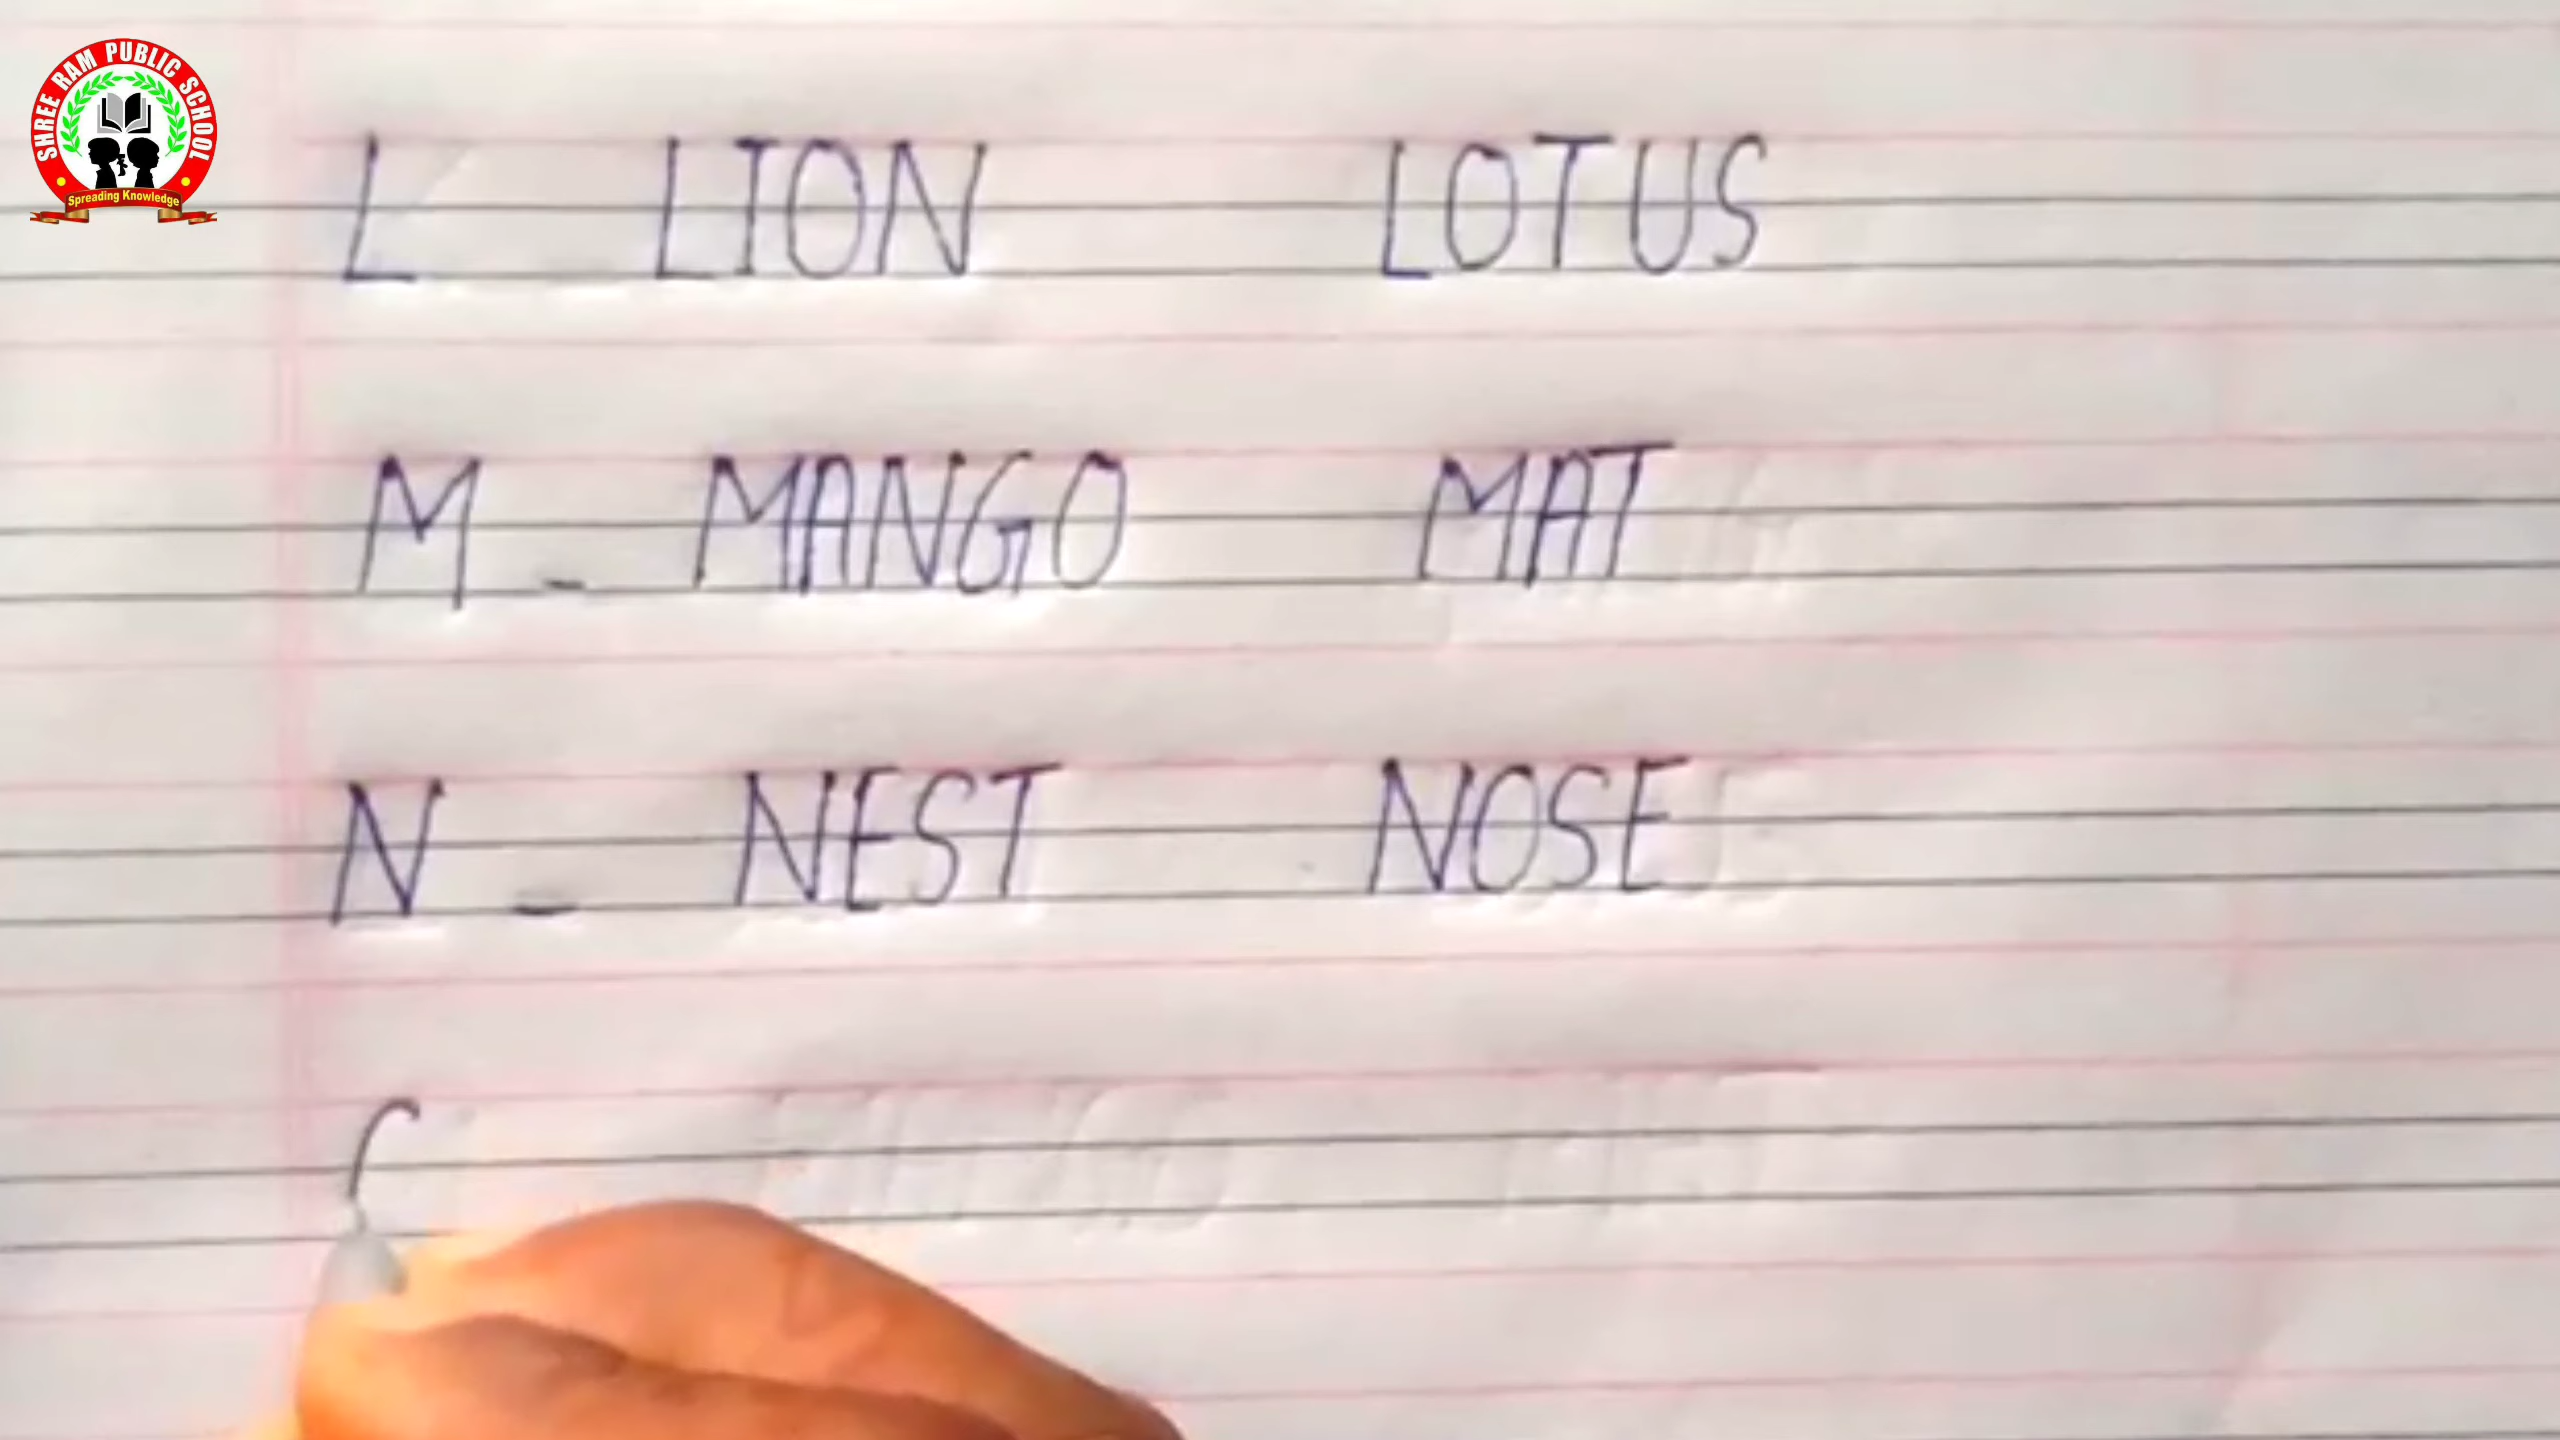 SHREE RAM PUBLIC SCHOOL
Spreading Knowledge
L _ LION LOTUS
M _ MANGO MAT
N _ NEST NOSE